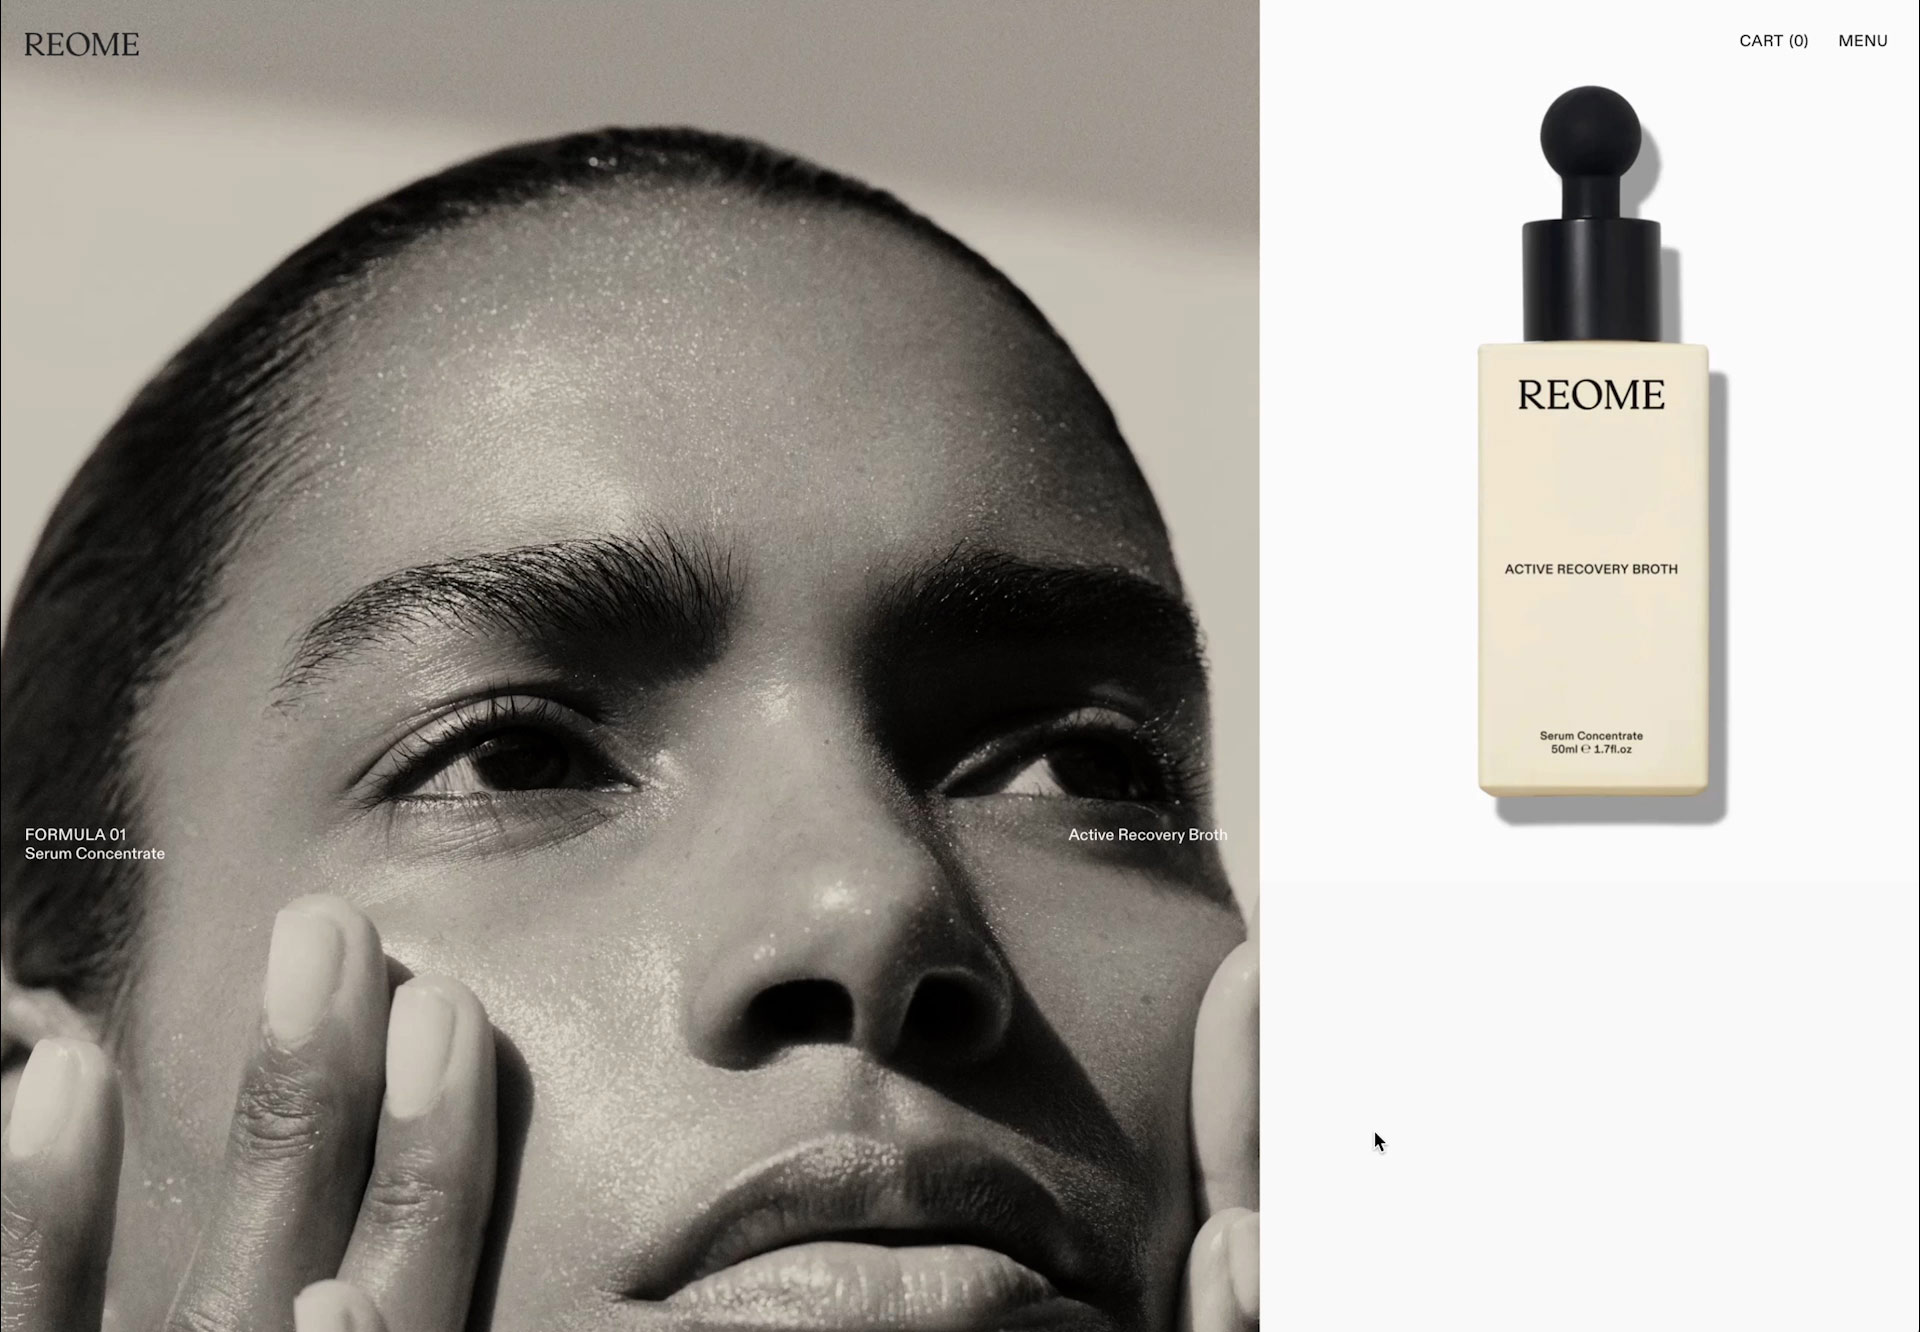 REOME
CART (0)
MENU
REOME
ACTIVE RECOVERY BROTH
Serum Concentrate
50ml ℮ 1.7fl.oz
FORMULA 01
Serum Concentrate
Active Recovery Broth